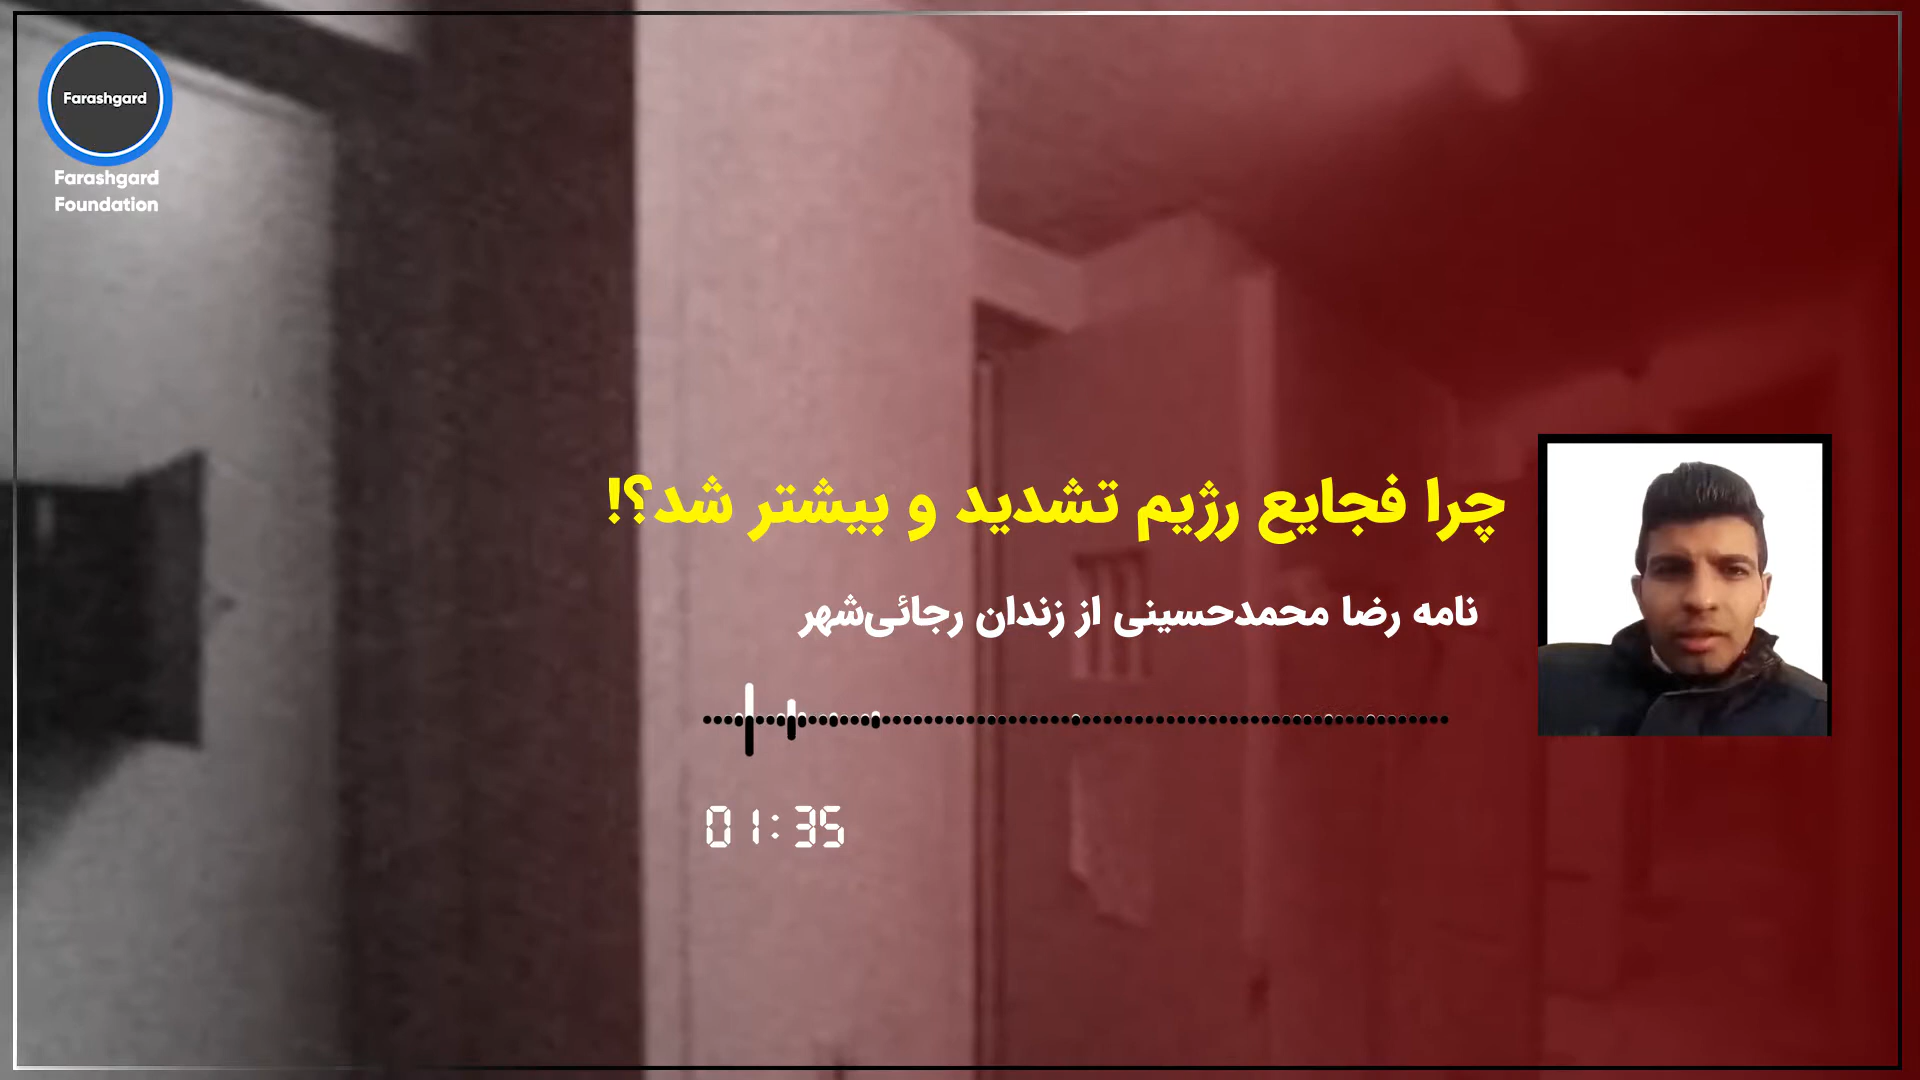 Farashgard
Farashgard
Foundation
چرا فجایع رژیم تشدید و بیشتر شد؟!
نامه رضا محمدحسینی از زندان رجائی‌شهر
01:35